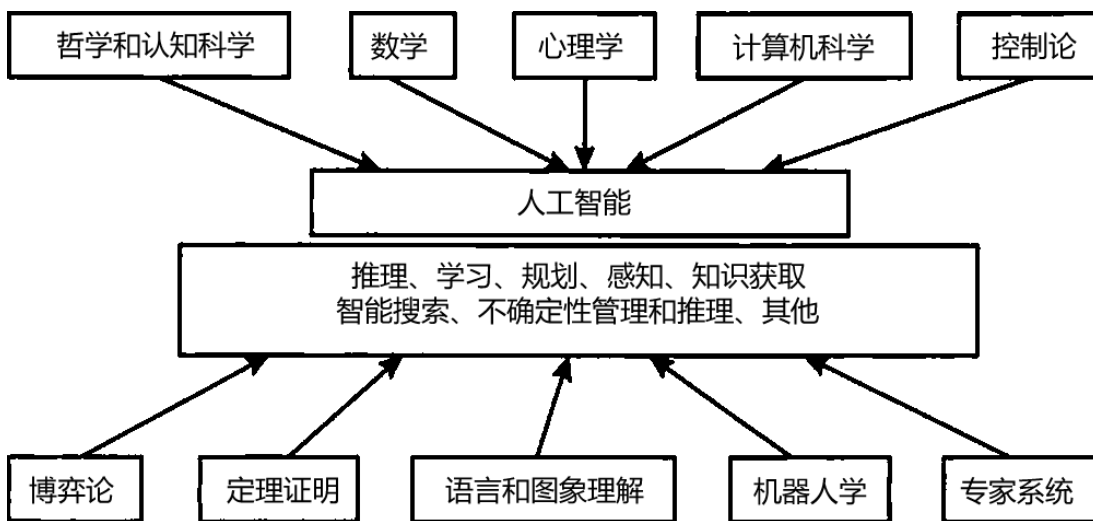 哲学和认知科学
数学
心理学
计算机科学
控制论
人工智能
推理、学习、规划、感知、知识获取
智能搜索、不确定性管理和推理、其他
博弈论
定理证明
语言和图象理解
机器人学
专家系统